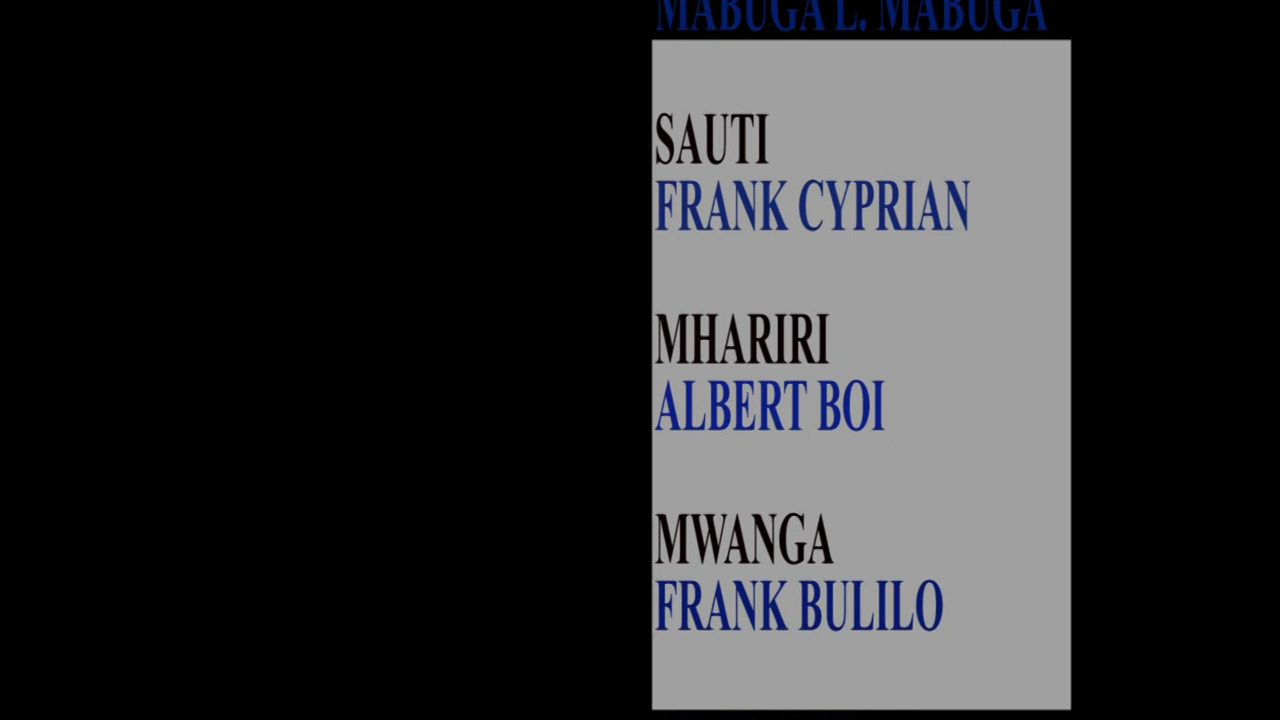 MABUGA L. MABUGA
SAUTI
FRANK CYPRIAN
MHARIRI
ALBERT BOI
MWANGA
FRANK BULILO